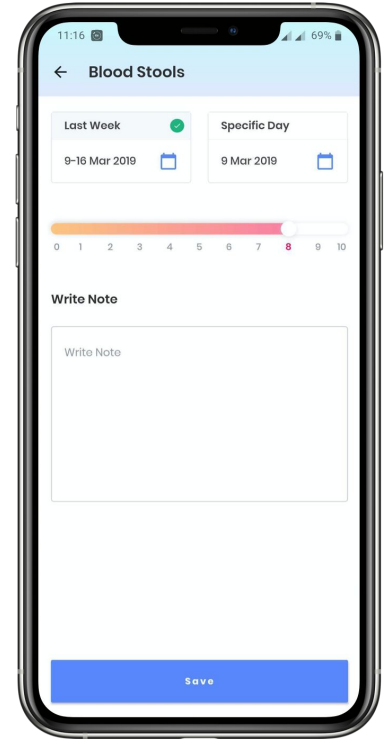 11:16 69%
Blood Stools
Last Week
9-16 Mar 2019
Specific Day
9 Mar 2019
0 1 2 3 4 5 6 7 8 9 10
Write Note
Write Note
Save